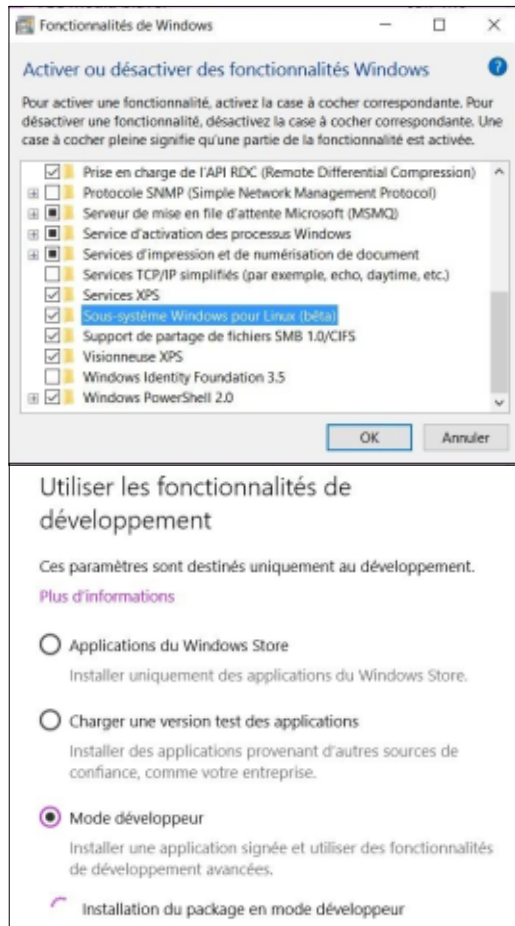 Fonctionnalités de Windows
Activer ou désactiver des fonctionnalités Windows
Pour activer une fonctionnalité, activez la case à cocher correspondante. Pour
désactiver une fonctionnalité, désactivez la case à cocher correspondante. Une
case à cocher pleine signifie qu'une partie de la fonctionnalité est activée.
Prise en charge de l'API RDC (Remote Differential Compression)
Protocole SNMP (Simple Network Management Protocol)
Serveur de mise en file d'attente Microsoft (MSMQ)
Service d'activation des processus Windows
Services d'impression et de numérisation de document
Services TCP/IP simplifiés (par exemple, echo, daytime, etc.)
Services XPS
Sous-système Windows pour Linux (bêta)
Support de partage de fichiers SMB 1.0/CIFS
Visionneuse XPS
Windows Identity Foundation 3.5
Windows PowerShell 2.0
OK Annuler
Utiliser les fonctionnalités de
développement
Ces paramètres sont destinés uniquement au développement.
Plus d'informations
Applications du Windows Store
Installer uniquement des applications du Windows Store.
Charger une version test des applications
Installer des applications provenant d'autres sources de
confiance, comme votre entreprise.
Mode développeur
Installer une application signée et utiliser des fonctionnalités
de développement avancées.
Installation du package en mode développeur